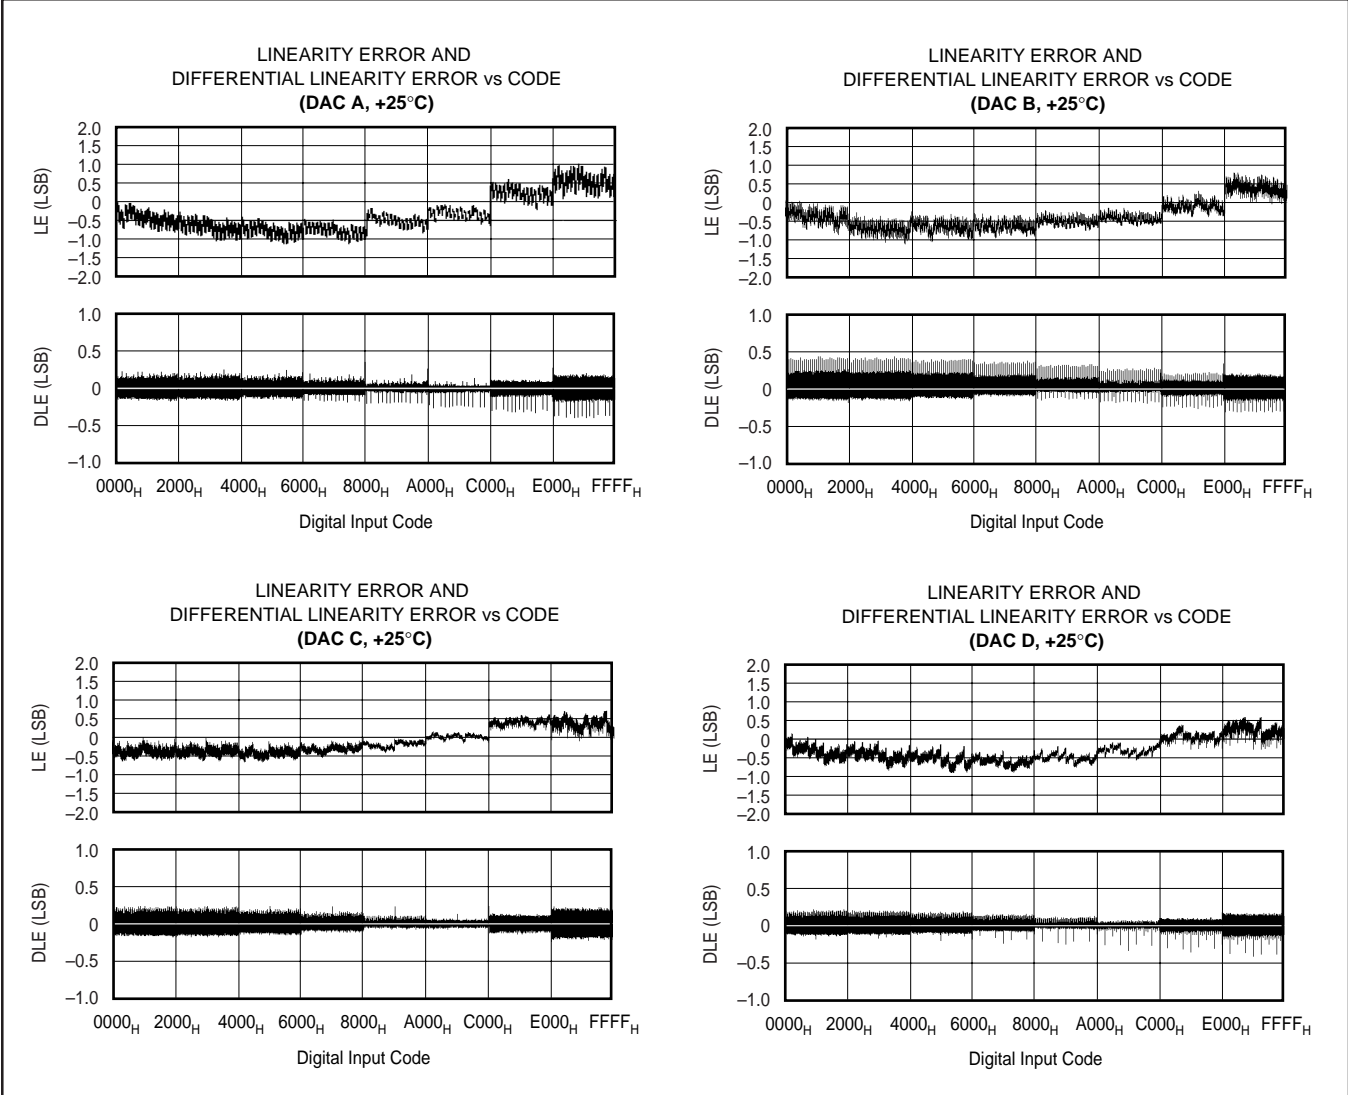 LINEARITY ERROR AND
DIFFERENTIAL LINEARITY ERROR vs CODE
(DAC A, +25°C)
LE (LSB)
2.0
1.5
1.0
0.5
0
–0.5
–1.0
–1.5
–2.0
DLE (LSB)
1.0
0.5
0
–0.5
–1.0
0000H 2000H 4000H 6000H 8000H A000H C000H E000H FFFFH
Digital Input Code
LINEARITY ERROR AND
DIFFERENTIAL LINEARITY ERROR vs CODE
(DAC B, +25°C)
LE (LSB)
2.0
1.5
1.0
0.5
0
–0.5
–1.0
–1.5
–2.0
DLE (LSB)
1.0
0.5
0
–0.5
–1.0
0000H 2000H 4000H 6000H 8000H A000H C000H E000H FFFFH
Digital Input Code
LINEARITY ERROR AND
DIFFERENTIAL LINEARITY ERROR vs CODE
(DAC C, +25°C)
LE (LSB)
2.0
1.5
1.0
0.5
0
–0.5
–1.0
–1.5
–2.0
DLE (LSB)
1.0
0.5
0
–0.5
–1.0
0000H 2000H 4000H 6000H 8000H A000H C000H E000H FFFFH
Digital Input Code
LINEARITY ERROR AND
DIFFERENTIAL LINEARITY ERROR vs CODE
(DAC D, +25°C)
LE (LSB)
2.0
1.5
1.0
0.5
0
–0.5
–1.0
–1.5
–2.0
DLE (LSB)
1.0
0.5
0
–0.5
–1.0
0000H 2000H 4000H 6000H 8000H A000H C000H E000H FFFFH
Digital Input Code